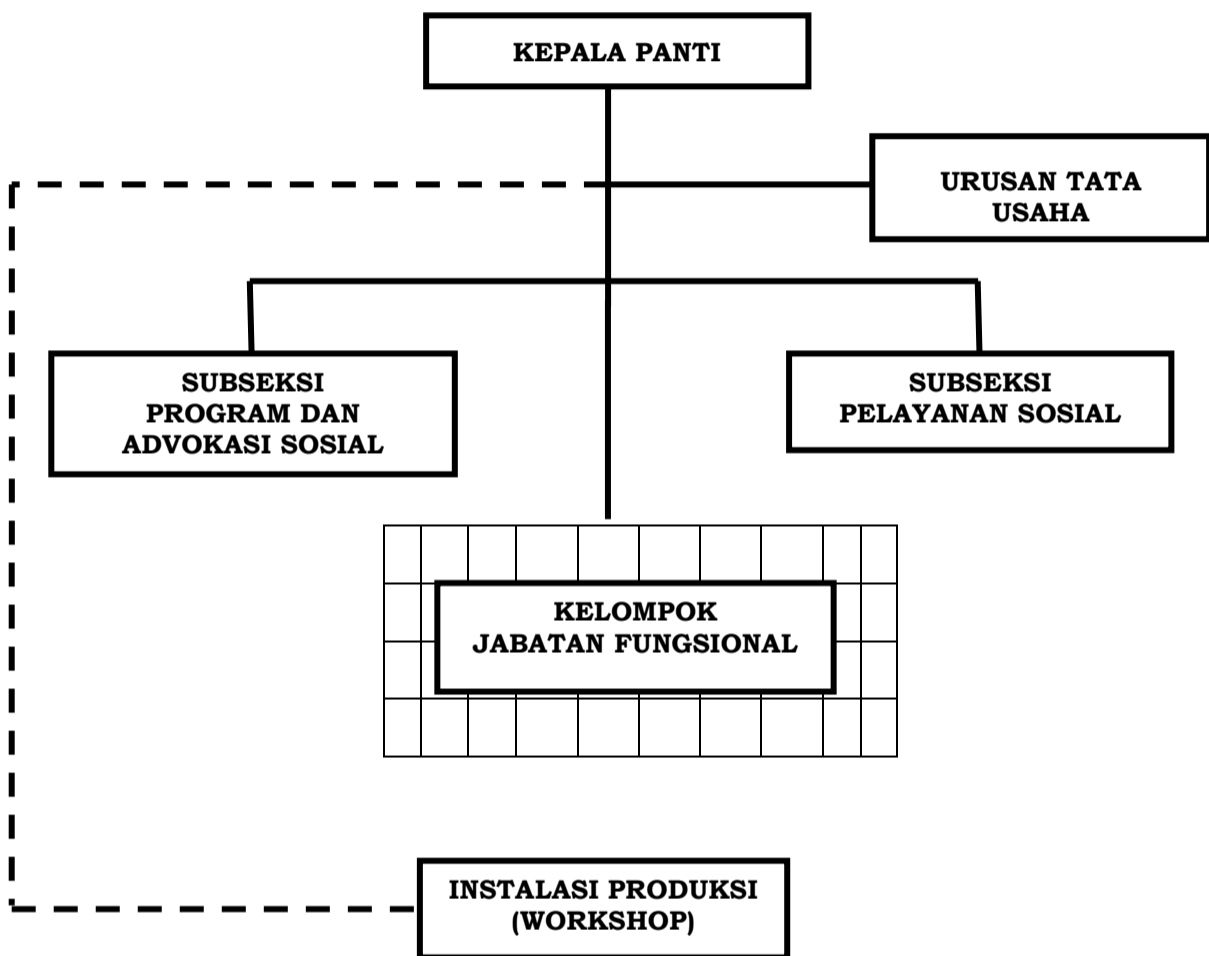 KEPALA PANTI
URUSAN TATA
USAHA
SUBSEKSI
PROGRAM DAN
ADVOKASI SOSIAL
SUBSEKSI
PELAYANAN SOSIAL
KELOMPOK
JABATAN FUNGSIONAL
INSTALASI PRODUKSI
(WORKSHOP)